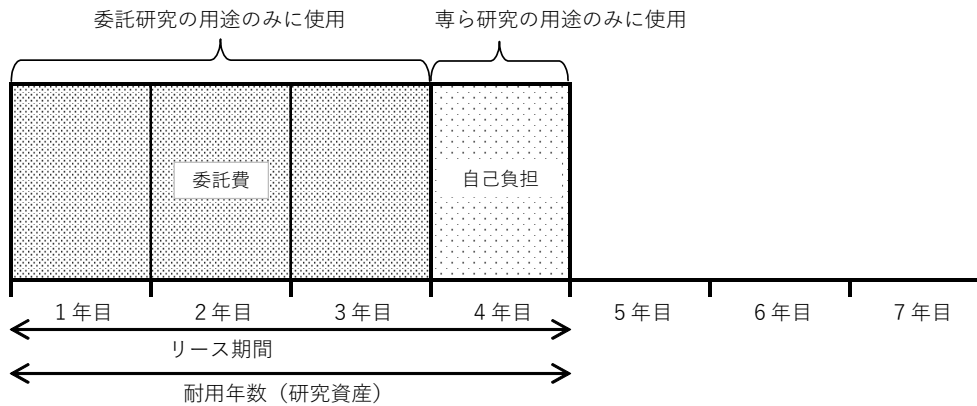 委託研究の用途のみに使用
専ら研究の用途のみに使用
委託費
自己負担
1年目
2年目
3年目
4年目
5年目
6年目
7年目
リース期間
耐用年数（研究資産）